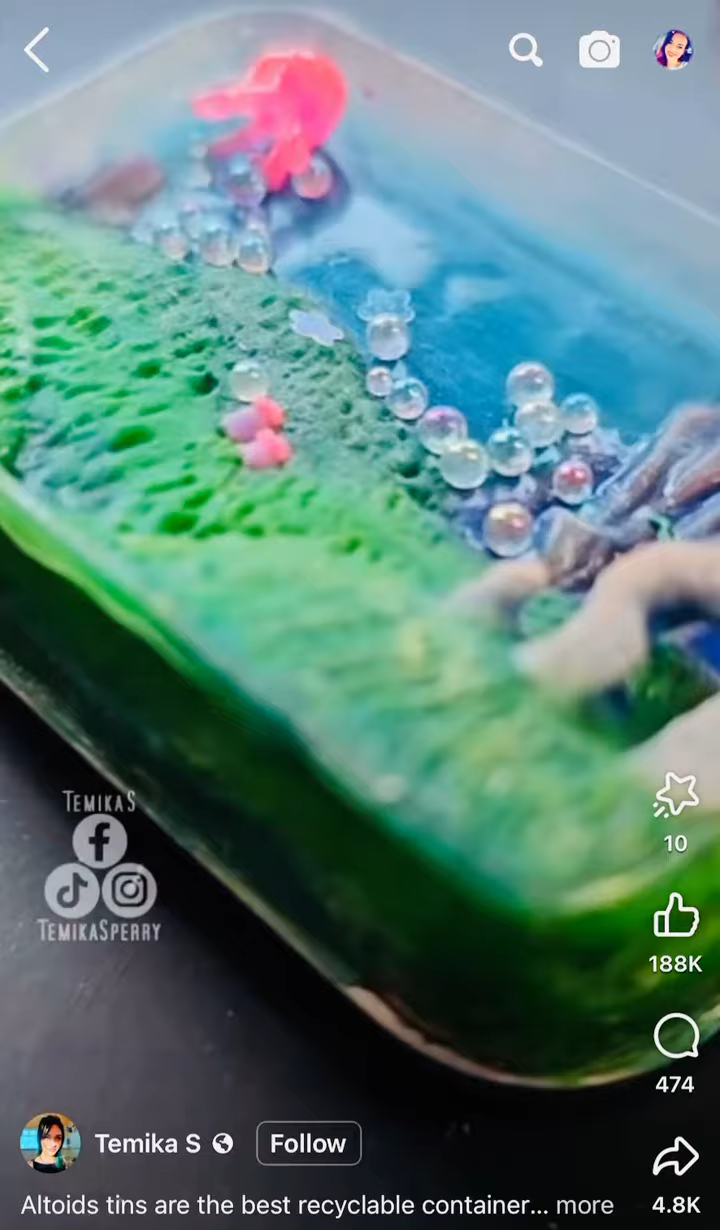 TEMIKAS
TEMIKASPERRY
10
188K
474
Temika S
Follow
4.8K
Altoids tins are the best recyclable container... more